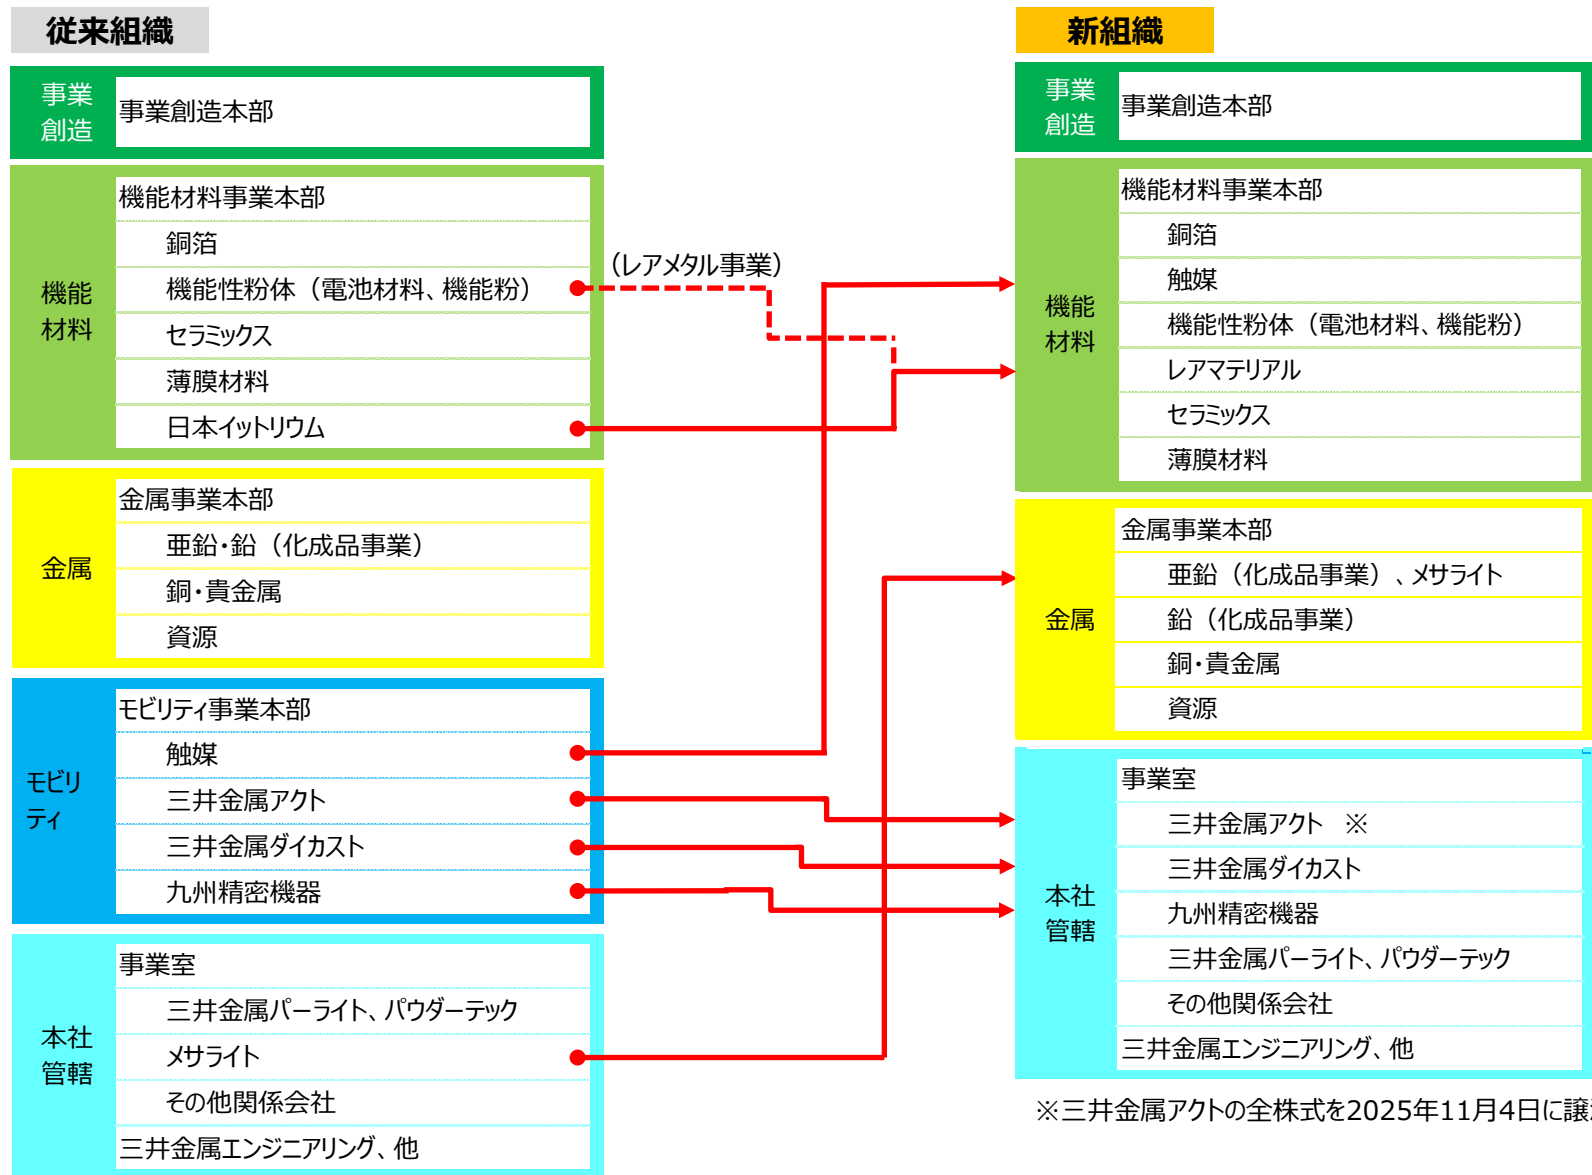 従来組織
事業
創造
事業創造本部
機能
材料
機能材料事業本部
銅箔
機能性粉体（電池材料、機能粉）
セラミックス
薄膜材料
日本イットリウム
（レアメタル事業）
金属
金属事業本部
亜鉛・鉛（化成品事業）
銅・貴金属
資源
モビリ
ティ
モビリティ事業本部
触媒
三井金属アクト
三井金属ダイカスト
九州精密機器
本社
管轄
事業室
三井金属パーライト、パウダーテック
メサライト
その他関係会社
三井金属エンジニアリング、他
新組織
事業
創造
事業創造本部
機能
材料
機能材料事業本部
銅箔
触媒
機能性粉体（電池材料、機能粉）
レアマテリアル
セラミックス
薄膜材料
金属
金属事業本部
亜鉛（化成品事業）、メサライト
鉛（化成品事業）
銅・貴金属
資源
本社
管轄
事業室
三井金属アクト　※
三井金属ダイカスト
九州精密機器
三井金属パーライト、パウダーテック
その他関係会社
三井金属エンジニアリング、他
※三井金属アクトの全株式を2025年11月4日に譲